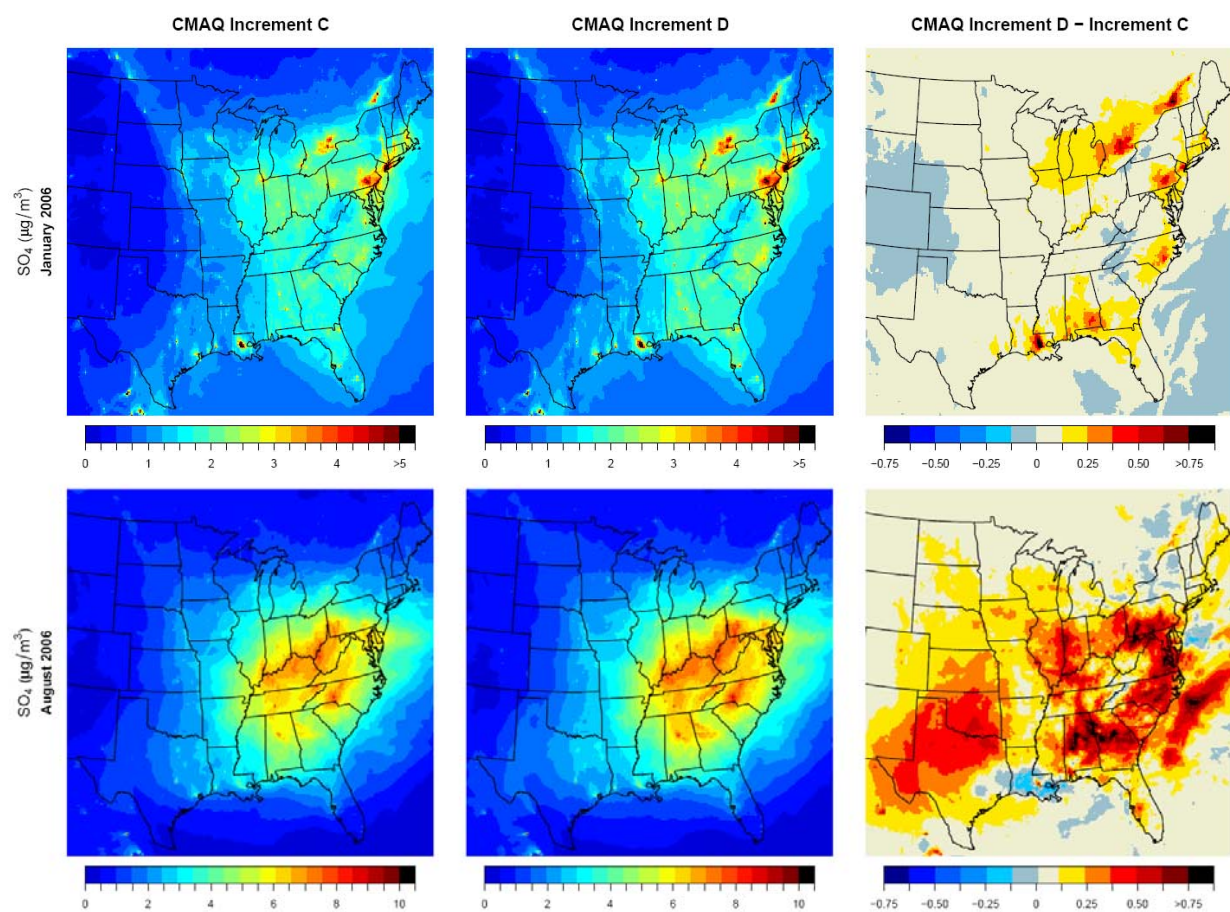 CMAQ Increment C
CMAQ Increment D
CMAQ Increment D − Increment C
SO4 (µg/m3)
January 2006
0 1 2 3 4 >5
0 1 2 3 4 >5
−0.75 −0.50 −0.25 0 0.25 0.50 >0.75
SO4 (µg/m3)
August 2006
0 2 4 6 8 10
0 2 4 6 8 10
−0.75 −0.50 −0.25 0 0.25 0.50 >0.75